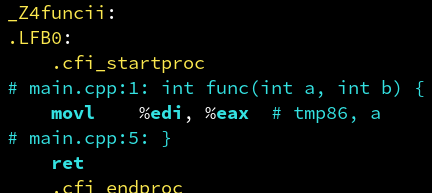 _Z4funcii:
.LFB0:
.cfi_startproc
# main.cpp:1: int func(int a, int b) {
movl %edi, %eax # tmp86, a
# main.cpp:5: }
ret
.cfi_endproc